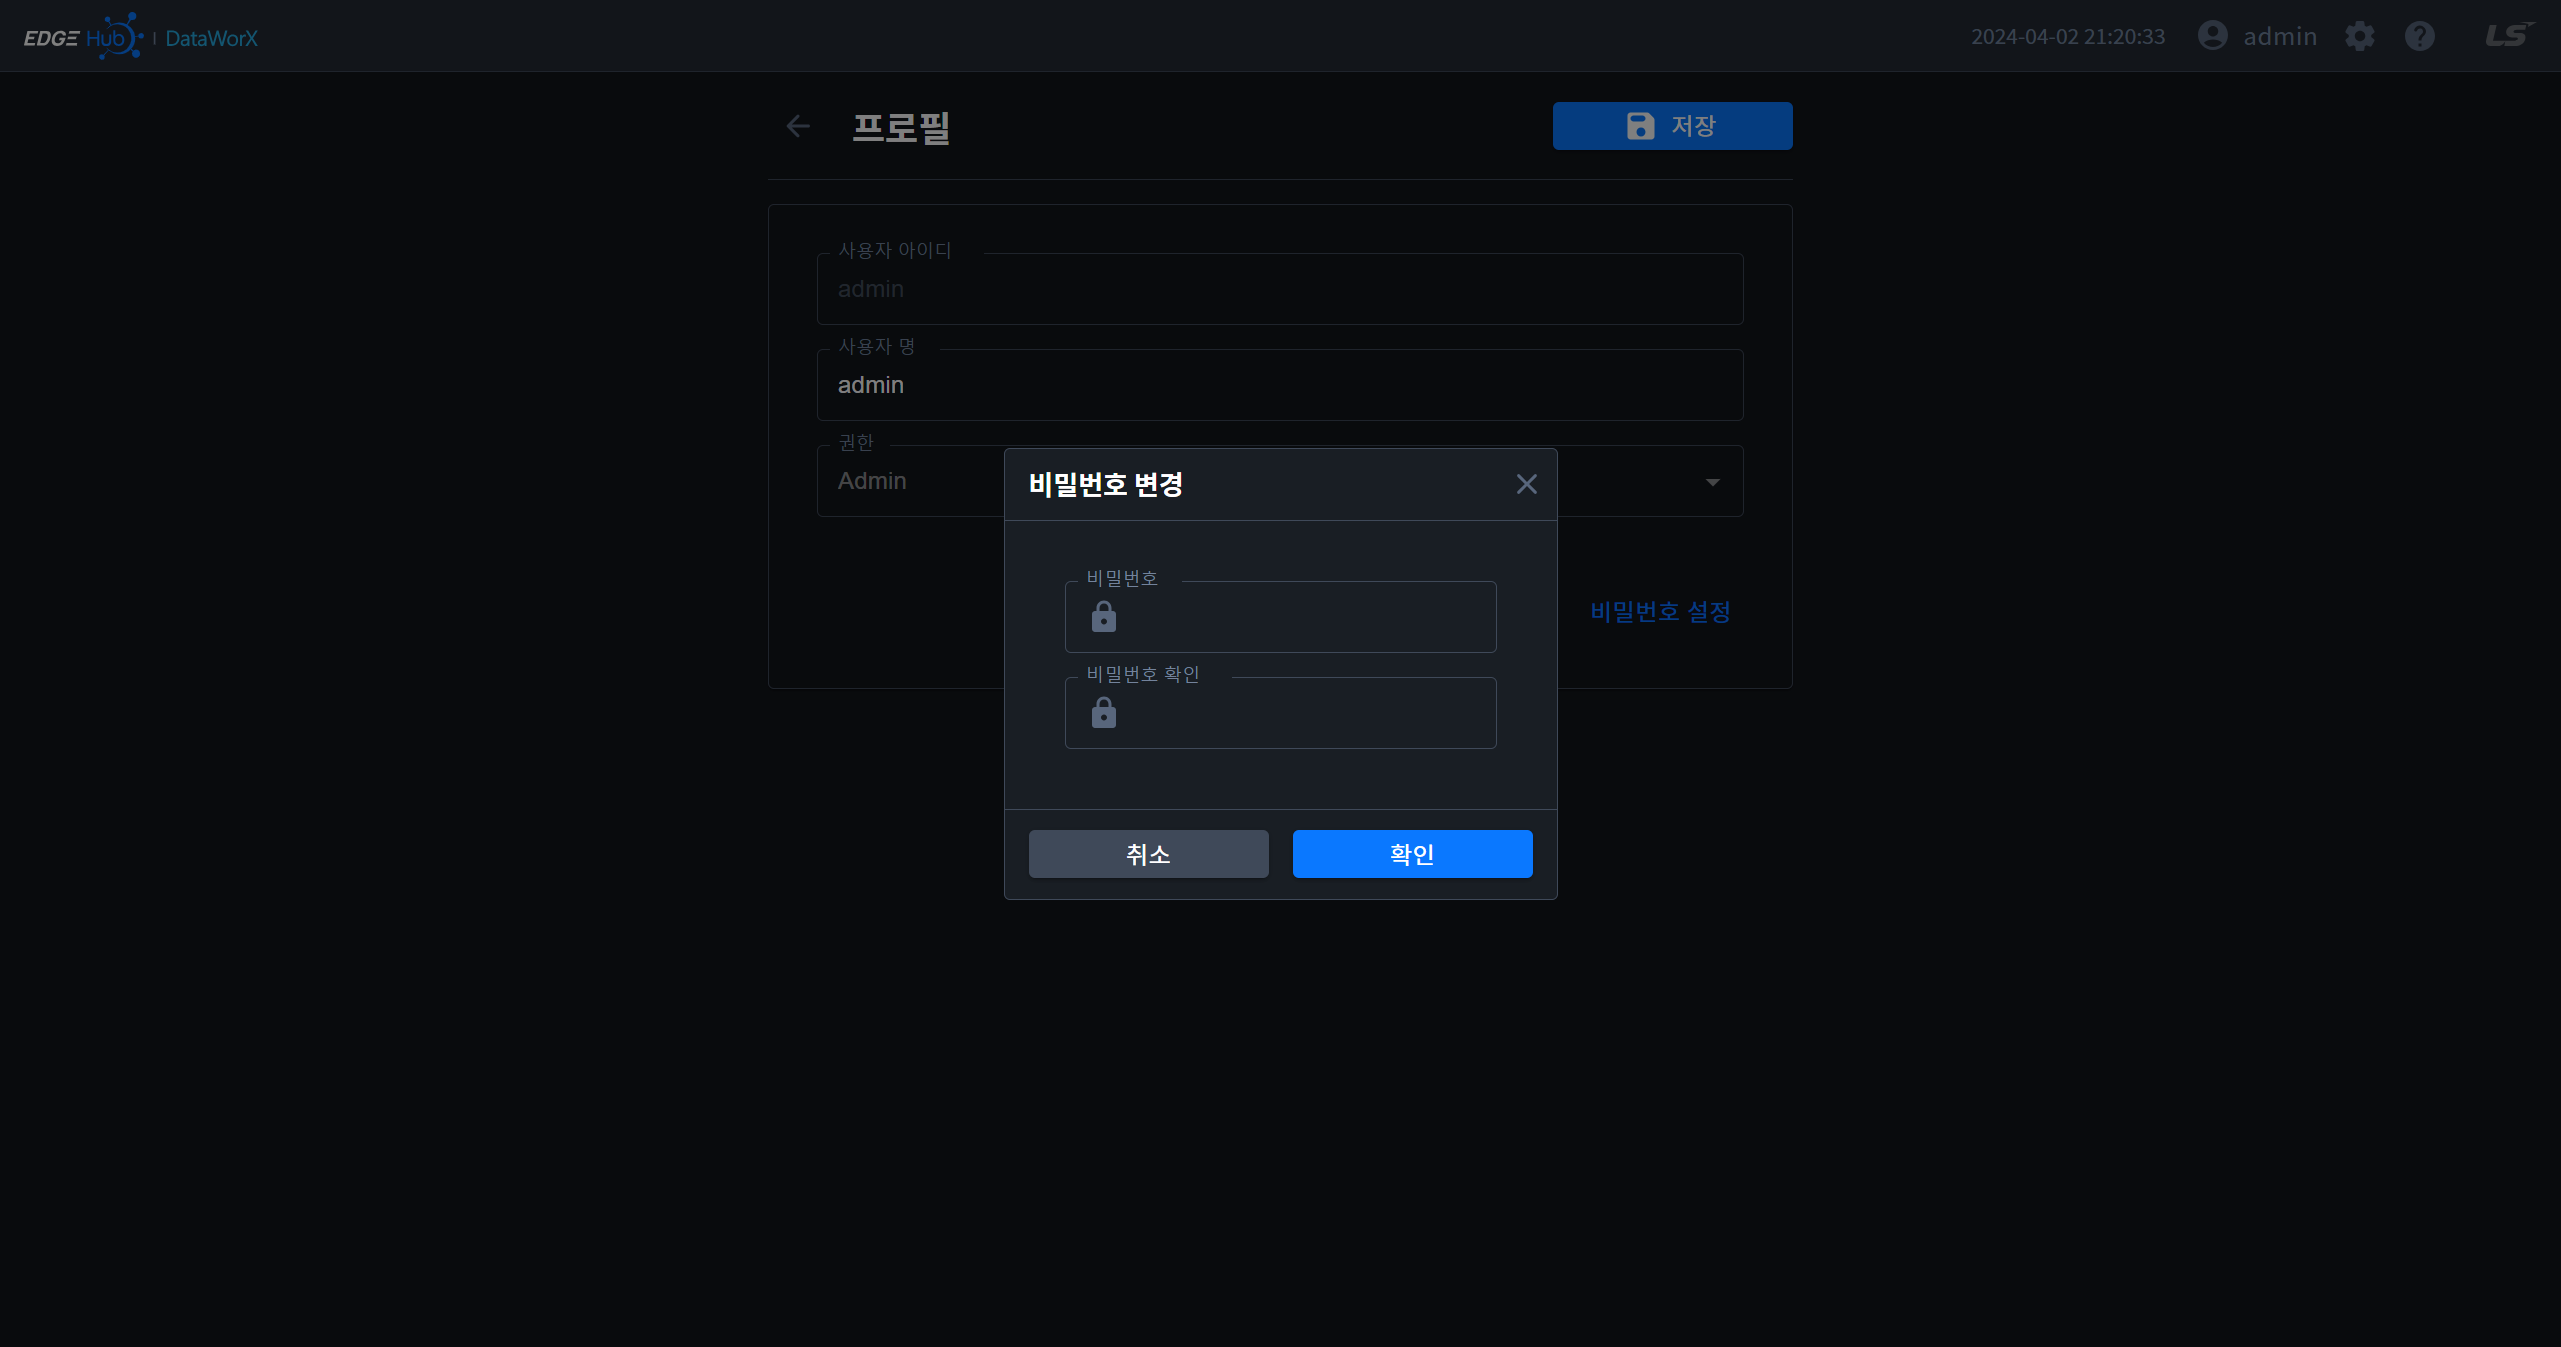 EDGE Hub | DataWorX
2024-04-02 21:20:33 admin LS
프로필
저장
사용자 아이디
admin
사용자 명
admin
권한
Admin
비밀번호 변경
비밀번호
비밀번호 확인
비밀번호 설정
취소 확인